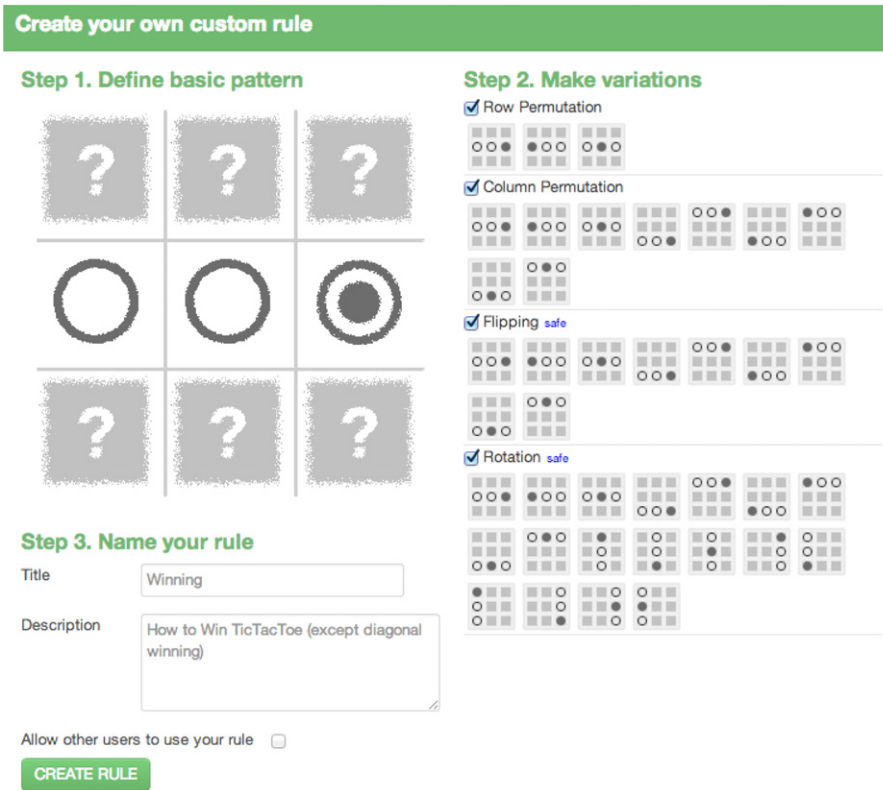 Create your own custom rule
Step 1. Define basic pattern
? ? ?
? ? ?
Step 2. Make variations
Row Permutation
Column Permutation
Flipping safe
Rotation safe
Step 3. Name your rule
Title
Winning
Description
How to Win TicTacToe (except diagonal
winning)
Allow other users to use your rule
CREATE RULE